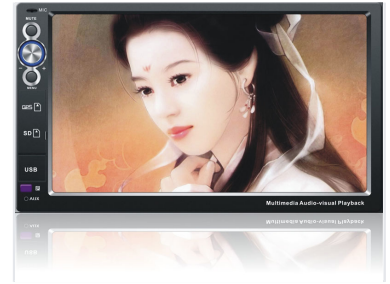 MIC
MUTE
− +
MENU
GPS
SD
USB
AUX
Multimedia Audio-visual Playback